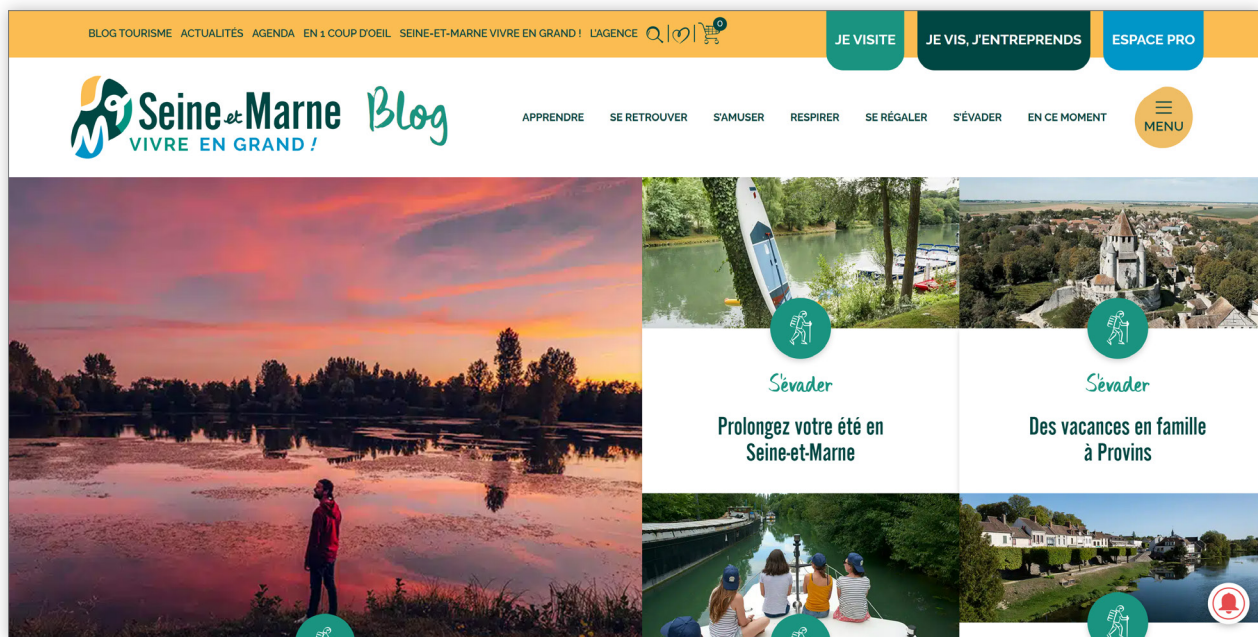 BLOG TOURISME ACTUALITÉS AGENDA EN 1 COUP D'OEIL SEINE-ET-MARNE VIVRE EN GRAND ! L'AGENCE 0
JE VISITE JE VIS, J'ENTREPRENDS ESPACE PRO
Seine et Marne Blog
VIVRE EN GRAND !
APPRENDRE SE RETROUVER S'AMUSER RESPIRER SE RÉGALER S'ÉVADER EN CE MOMENT
MENU
S'évader
Prolongez votre été en
Seine-et-Marne
S'évader
Des vacances en famille
à Provins